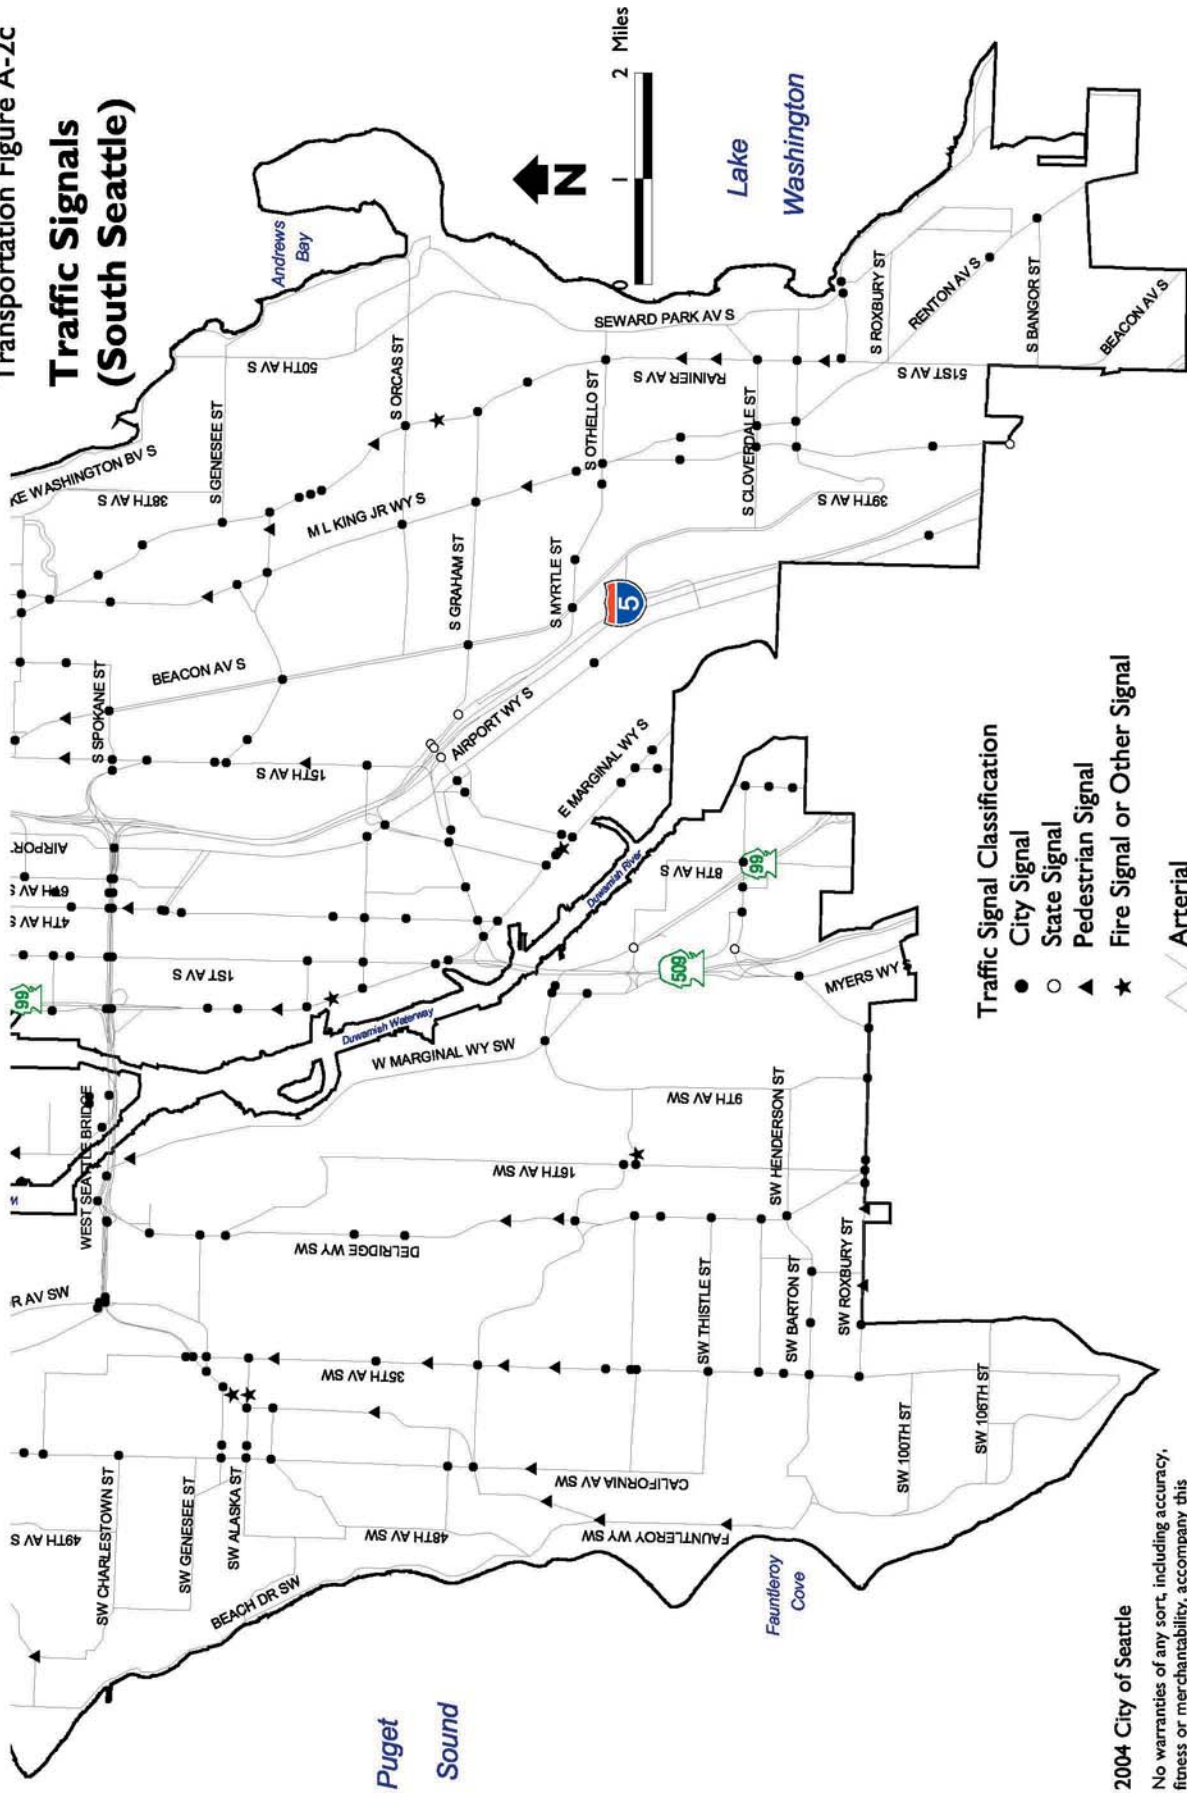 Transportation Figure A-2c
Traffic Signals
(South Seattle)
Andrews
Bay
N
0
1
2
Miles
Lake
Washington
KE WASHINGTON BV S
38TH AV S
S GENESEE ST
50TH AV S
S ORCAS ST
M L KING JR WY S
S GRAHAM ST
S OTHELLO ST
SEWARD PARK AV S
RAINIER AV S
S MYRTLE ST
S CLOVERDALE ST
39TH AV S
S ROXBURY ST
RENTON AV S
51ST AV S
S BANGOR ST
BEACON AV S
5
S SPOKANE ST
BEACON AV S
15TH AV S
AIRPORT WY S
E MARGINAL WY S
AIRPOR
6TH AV S
4TH AV S
1ST AV S
99
Duwamish River
8TH AV S
99
509
MYERS WY S
Duwamish Waterway
W MARGINAL WY SW
WEST SEATTLE BRIDGE
16TH AV SW
9TH AV SW
SW HENDERSON ST
R AV SW
DELRIDGE WY SW
35TH AV SW
SW THISTLE ST
SW BARTON ST
SW ROXBURY ST
SW 100TH ST
SW 106TH ST
49TH AV S
SW CHARLESTOWN ST
SW GENESEE ST
SW ALASKA ST
48TH AV SW
CALIFORNIA AV SW
FAUNTLEROY WY SW
BEACH DR SW
Fauntleroy
Cove
Puget
Sound
Traffic Signal Classification
City Signal
State Signal
Pedestrian Signal
Fire Signal or Other Signal
Arterial
2004 City of Seattle
No warranties of any sort, including accuracy,
fitness or merchantability, accompany this